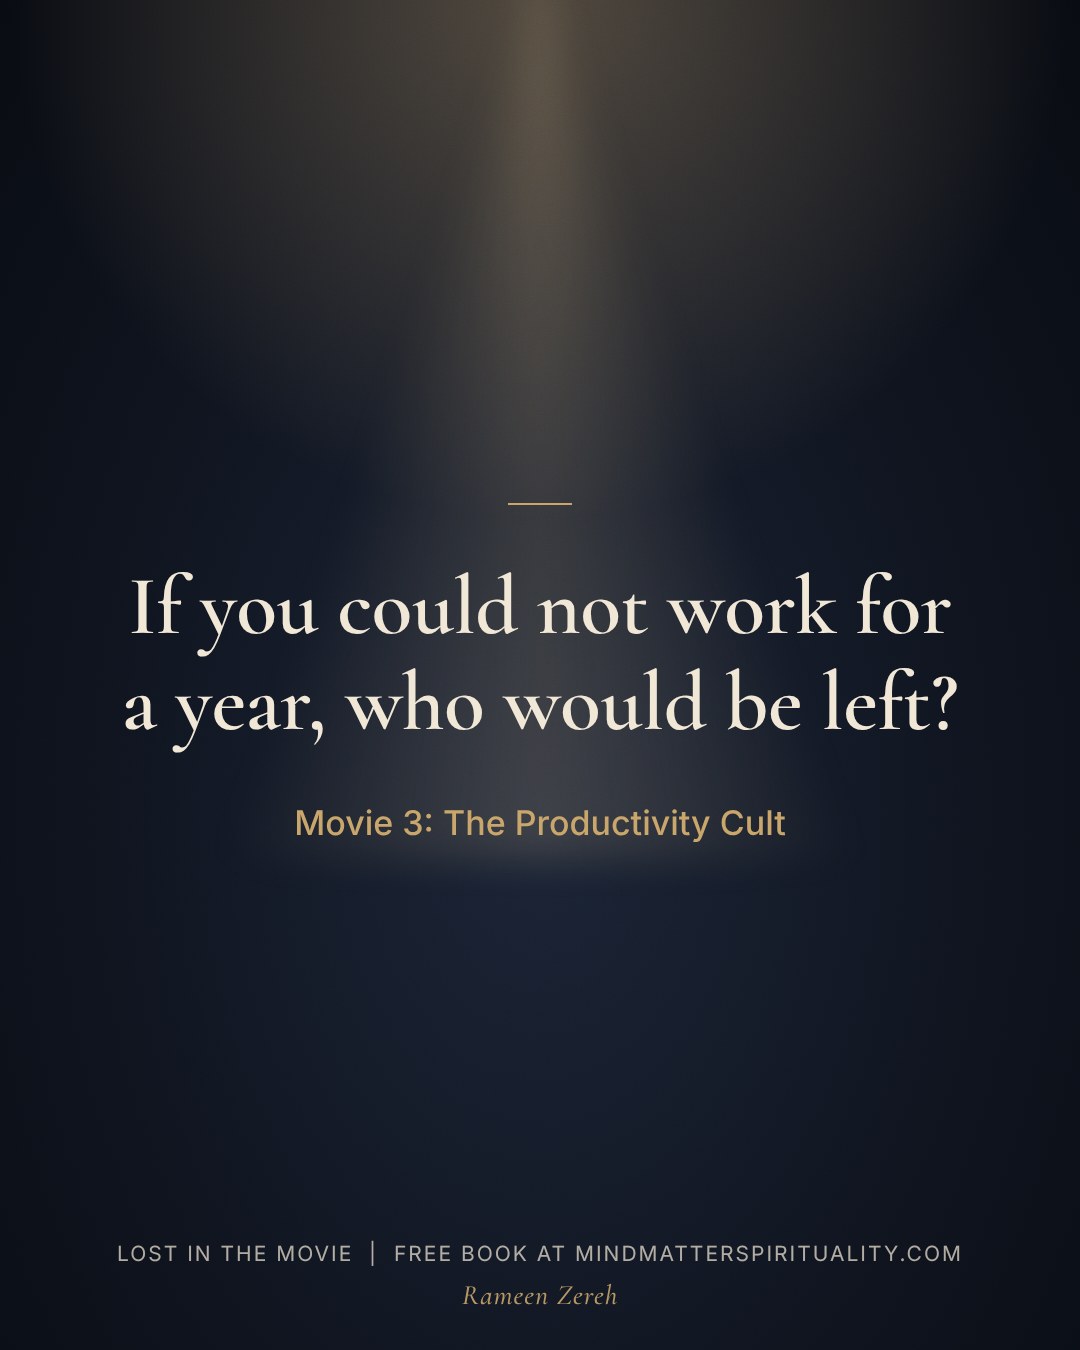 If you could not work for
a year, who would be left?
Movie 3: The Productivity Cult
LOST IN THE MOVIE | FREE BOOK AT MINDMATTERSPIRITUALITY.COM
Rameen Zereh